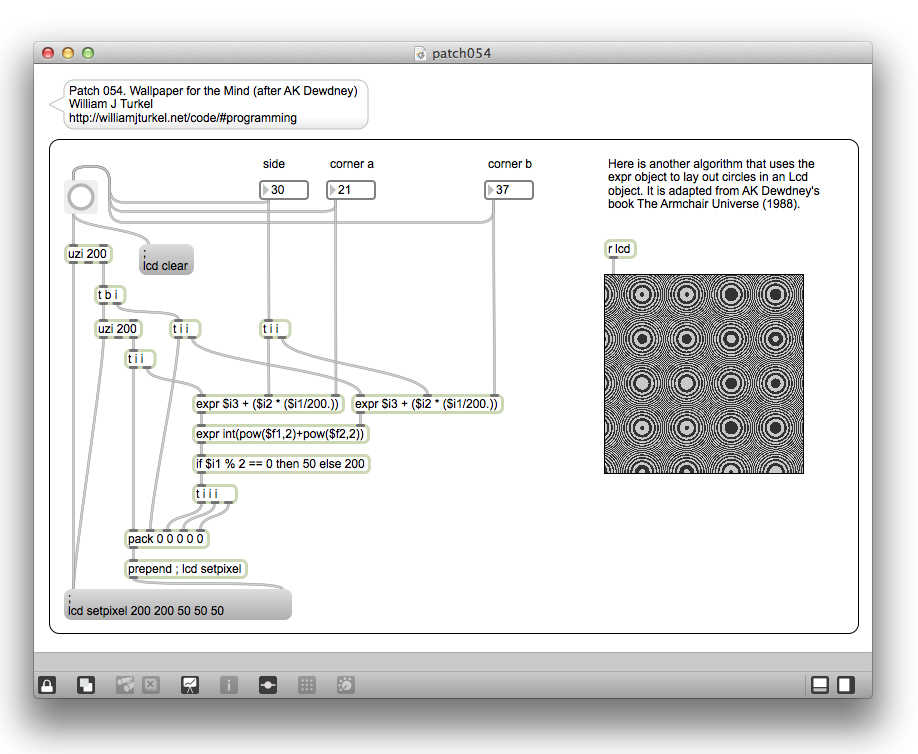 patch054
Patch 054. Wallpaper for the Mind (after AK Dewdney)
William J Turkel
http://williamjturkel.net/code/#programming
side
corner a
corner b
30
21
37
Here is another algorithm that uses the
expr object to lay out circles in an Lcd
object. It is adapted from AK Dewdney's
book The Armchair Universe (1988).
uzi 200
;
lcd clear
r lcd
t b i
uzi 200
t i i
t i i
t i i
expr $i3 + ($i2 * ($i1/200.))
expr $i3 + ($i2 * ($i1/200.))
expr int(pow($f1,2)+pow($f2,2))
if $i1 % 2 == 0 then 50 else 200
t i i i
pack 0 0 0 0 0
prepend ; lcd setpixel
;
lcd setpixel 200 200 50 50 50